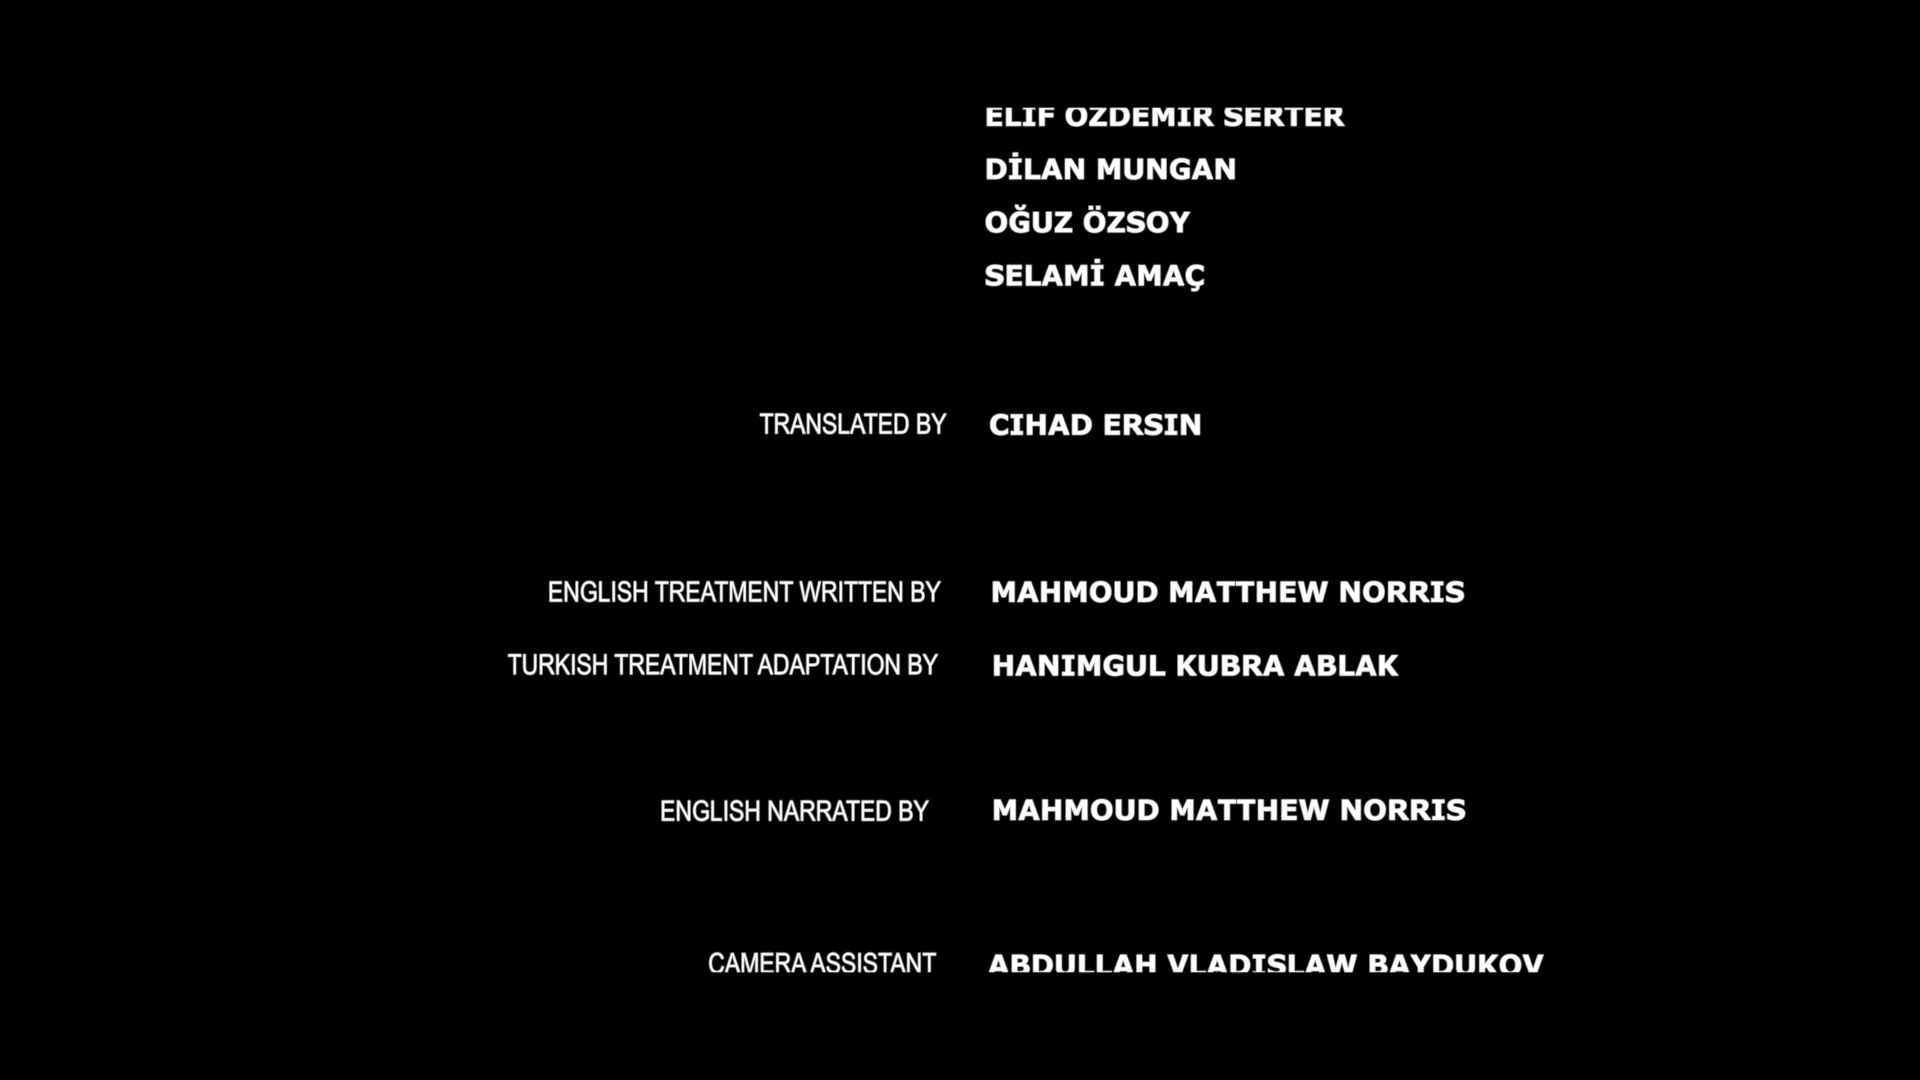 ELIF OZDEMIR SERTER
DİLAN MUNGAN
OĞUZ ÖZSOY
SELAMİ AMAÇ
TRANSLATED BY CIHAD ERSIN
ENGLISH TREATMENT WRITTEN BY MAHMOUD MATTHEW NORRIS
TURKISH TREATMENT ADAPTATION BY HANIMGUL KUBRA ABLAK
ENGLISH NARRATED BY MAHMOUD MATTHEW NORRIS
CAMERA ASSISTANT ABDULLAH VLADISLAW BAYDUKOV